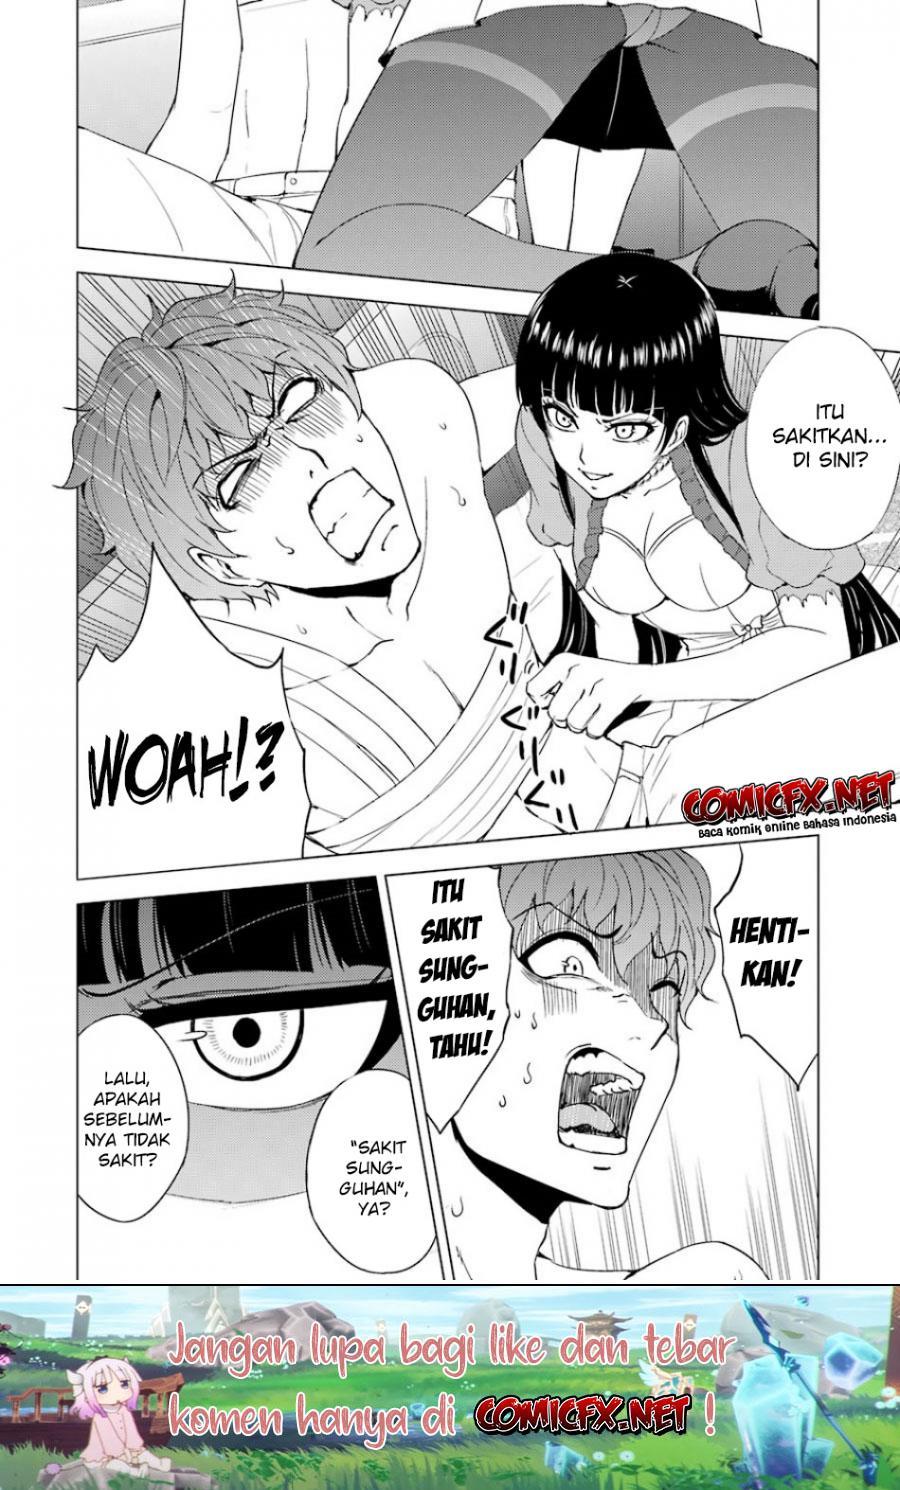 ITU
SAKITKAN...
DI SINI?
WOAH!?
COMICFX.NET
BACA KOMIK ONLINE BAHASA INDONESIA
HENTI-
KAN!
ITU
SAKIT
SUNG-
GUHAN,
TAHU!
"SAKIT
SUNG-
GUHAN",
YA?
LALU,
APAKAH
SEBELUM-
NYA TIDAK
SAKIT?
Jangan lupa bagi like dan tebar
komen hanya di COMICFX.NET !